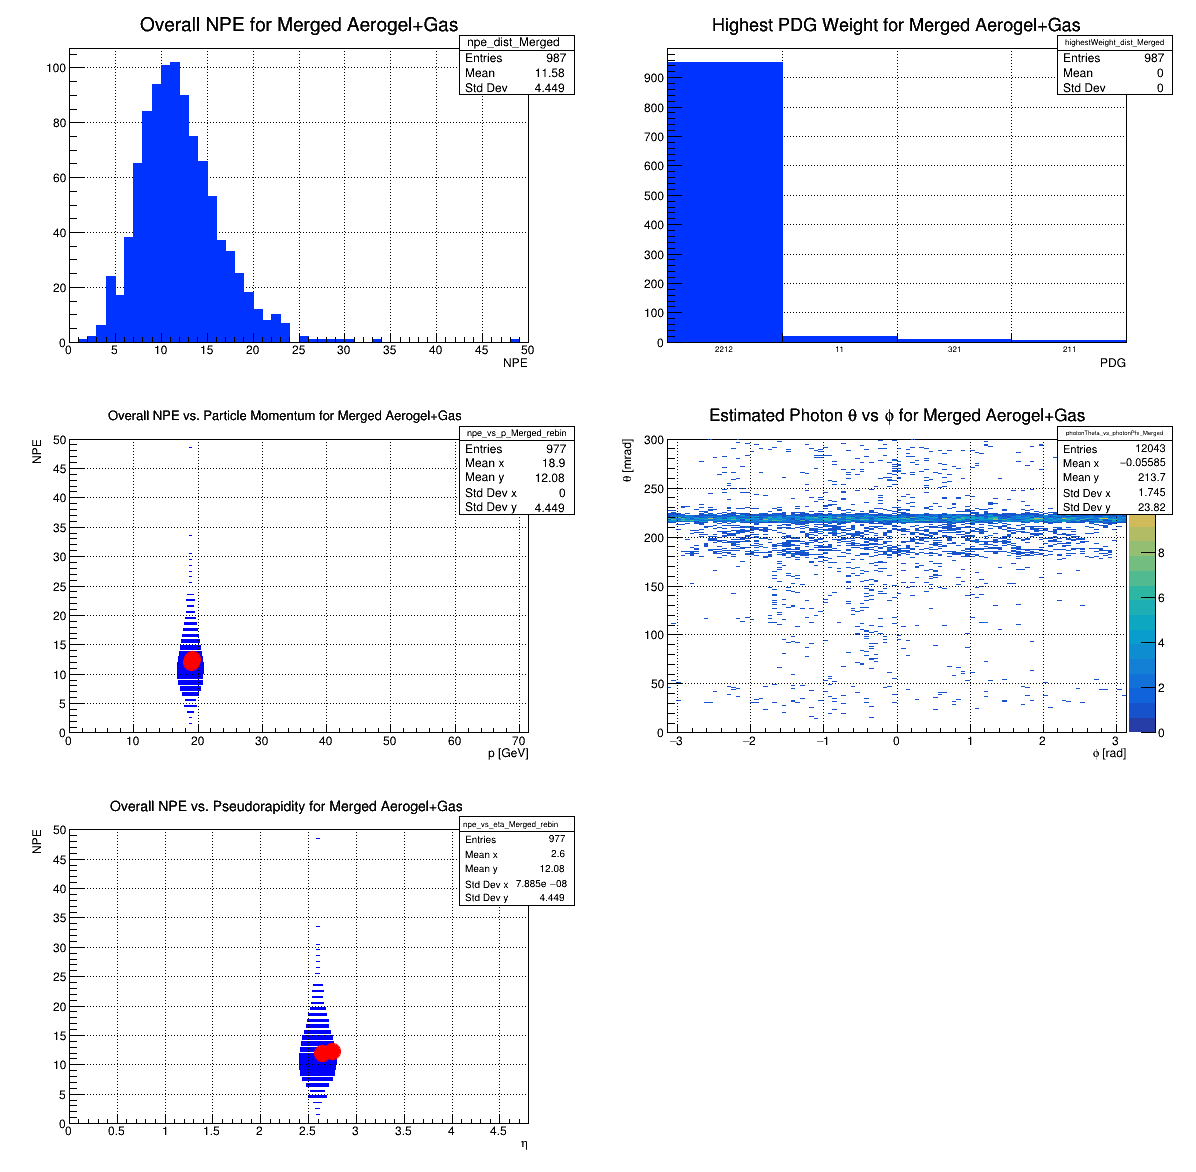 Overall NPE for Merged Aerogel+Gas
npe_dist_Merged
Entries 987
Mean 11.58
Std Dev 4.449
100
80
60
40
20
0
0 5 10 15 20 25 30 35 40 45 50
NPE
Highest PDG Weight for Merged Aerogel+Gas
highestWeight_dist_Merged
Entries 987
Mean 0
Std Dev 0
900
800
700
600
500
400
300
200
100
0
2212 11 321 211
PDG
Overall NPE vs. Particle Momentum for Merged Aerogel+Gas
npe_vs_p_Merged_rebin
Entries 977
Mean x 18.9
Mean y 12.08
Std Dev x 0
Std Dev y 4.449
NPE
50
45
40
35
30
25
20
15
10
5
0
0 10 20 30 40 50 60 70
p [GeV]
Estimated Photon θ vs ϕ for Merged Aerogel+Gas
photonTheta_vs_photonPhi_Merged
Entries 12043
Mean x −0.05585
Mean y 213.7
Std Dev x 1.745
Std Dev y 23.82
θ [mrad]
300
250
200
150
100
50
0
−3 −2 −1 0 1 2 3
ϕ [rad]
8
6
4
2
0
Overall NPE vs. Pseudorapidity for Merged Aerogel+Gas
npe_vs_eta_Merged_rebin
Entries 977
Mean x 2.6
Mean y 12.08
Std Dev x 7.885e −08
Std Dev y 4.449
NPE
50
45
40
35
30
25
20
15
10
5
0
0 0.5 1 1.5 2 2.5 3 3.5 4 4.5
η